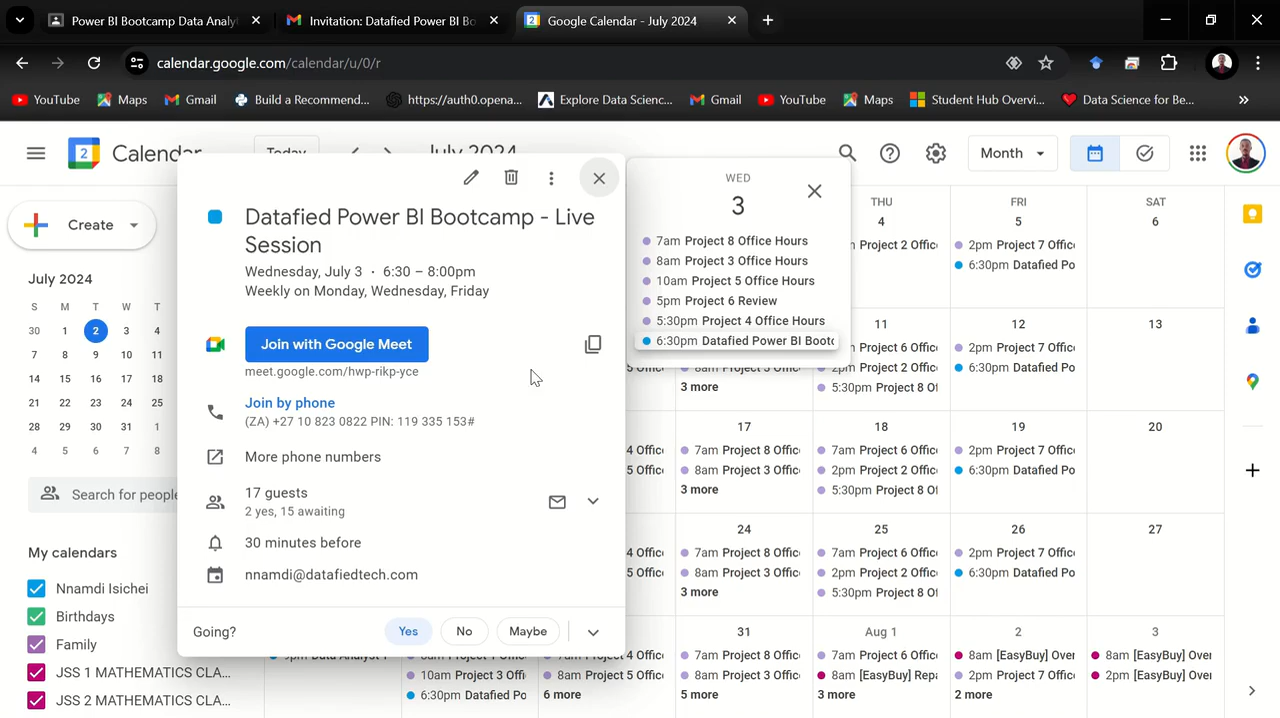 Power BI Bootcamp Data Analy
Invitation: Datafied Power BI Bo
Google Calendar - July 2024
calendar.google.com/calendar/u/0/r
YouTube
Maps
Gmail
Build a Recommend...
https://auth0.opena...
Explore Data Scienc...
Gmail
YouTube
Maps
Student Hub Overvi...
Data Science for Be...
2
Calendar
Today
July 2024
Month
Create
July 2024
S M T W T
30 1 2 3 4
7 8 9 10 11
14 15 16 17 18
21 22 23 24 25
28 29 30 31 1
4 5 6 7 8
Search for people
My calendars
Nnamdi Isichei
Birthdays
Family
JSS 1 MATHEMATICS CLA...
JSS 2 MATHEMATICS CLA...
Datafied Power BI Bootcamp - Live
Session
Wednesday, July 3 • 6:30 – 8:00pm
Weekly on Monday, Wednesday, Friday
Join with Google Meet
meet.google.com/hwp-rikp-yce
Join by phone
(ZA) +27 10 823 0822 PIN: 119 335 153#
More phone numbers
17 guests
2 yes, 15 awaiting
30 minutes before
nnamdi@datafiedtech.com
Going?
Yes
No
Maybe
WED
3
7am Project 8 Office Hours
8am Project 3 Office Hours
10am Project 5 Office Hours
5pm Project 6 Review
5:30pm Project 4 Office Hours
6:30pm Datafied Power BI Bootc
THU
4
Project 2 Offic
FRI
5
2pm Project 7 Offic
6:30pm Datafied Po
SAT
6
8am Project 5 Offic
3 more
11
Project 6 Office
2pm Project 2 Office
5:30pm Project 8 Of
12
2pm Project 7 Offic
6:30pm Datafied Po
13
4 Office
5 Office
17
7am Project 8 Offic
8am Project 3 Offic
3 more
18
7am Project 6 Offic
2pm Project 2 Offic
5:30pm Project 8 Of
19
2pm Project 7 Offic
6:30pm Datafied Po
20
4 Office
5 Office
24
7am Project 8 Offic
8am Project 3 Offic
3 more
25
7am Project 6 Offic
2pm Project 2 Offic
5:30pm Project 8 Of
26
2pm Project 7 Offic
6:30pm Datafied Po
27
9pm Data Analyst
10am Project 3 Offi
6:30pm Datafied Po
8am Project 5 Offic
6 more
31
7am Project 8 Offic
8am Project 3 Offic
5 more
Aug 1
7am Project 6 Offic
8am [EasyBuy] Repa
3 more
2
8am [EasyBuy] Over
2pm Project 7 Offic
2 more
3
8am [EasyBuy] Over
2pm [EasyBuy] Over